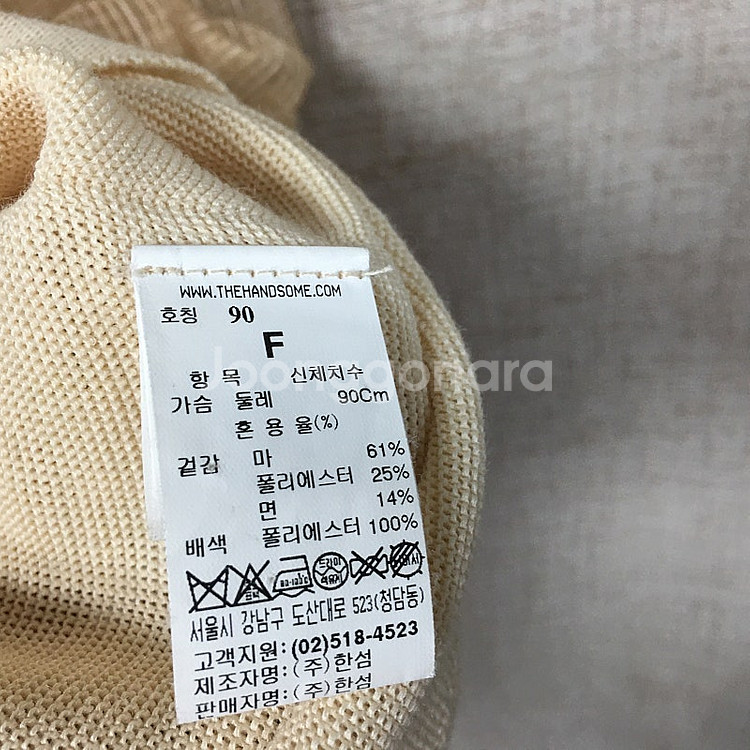 WWW.THEHANDSOME.COM
호칭 90
F
Joongonara
항 목 신체치수
가슴 둘레 90Cm
혼 용 율(%)
겉감 마 61%
폴리에스터 25%
면 14%
배색 폴리에스터 100%
서울시 강남구 도산대로 523(청담동)
고객지원: (02)518-4523
제조자명: (주)한섬
판매자명: (주)한섬